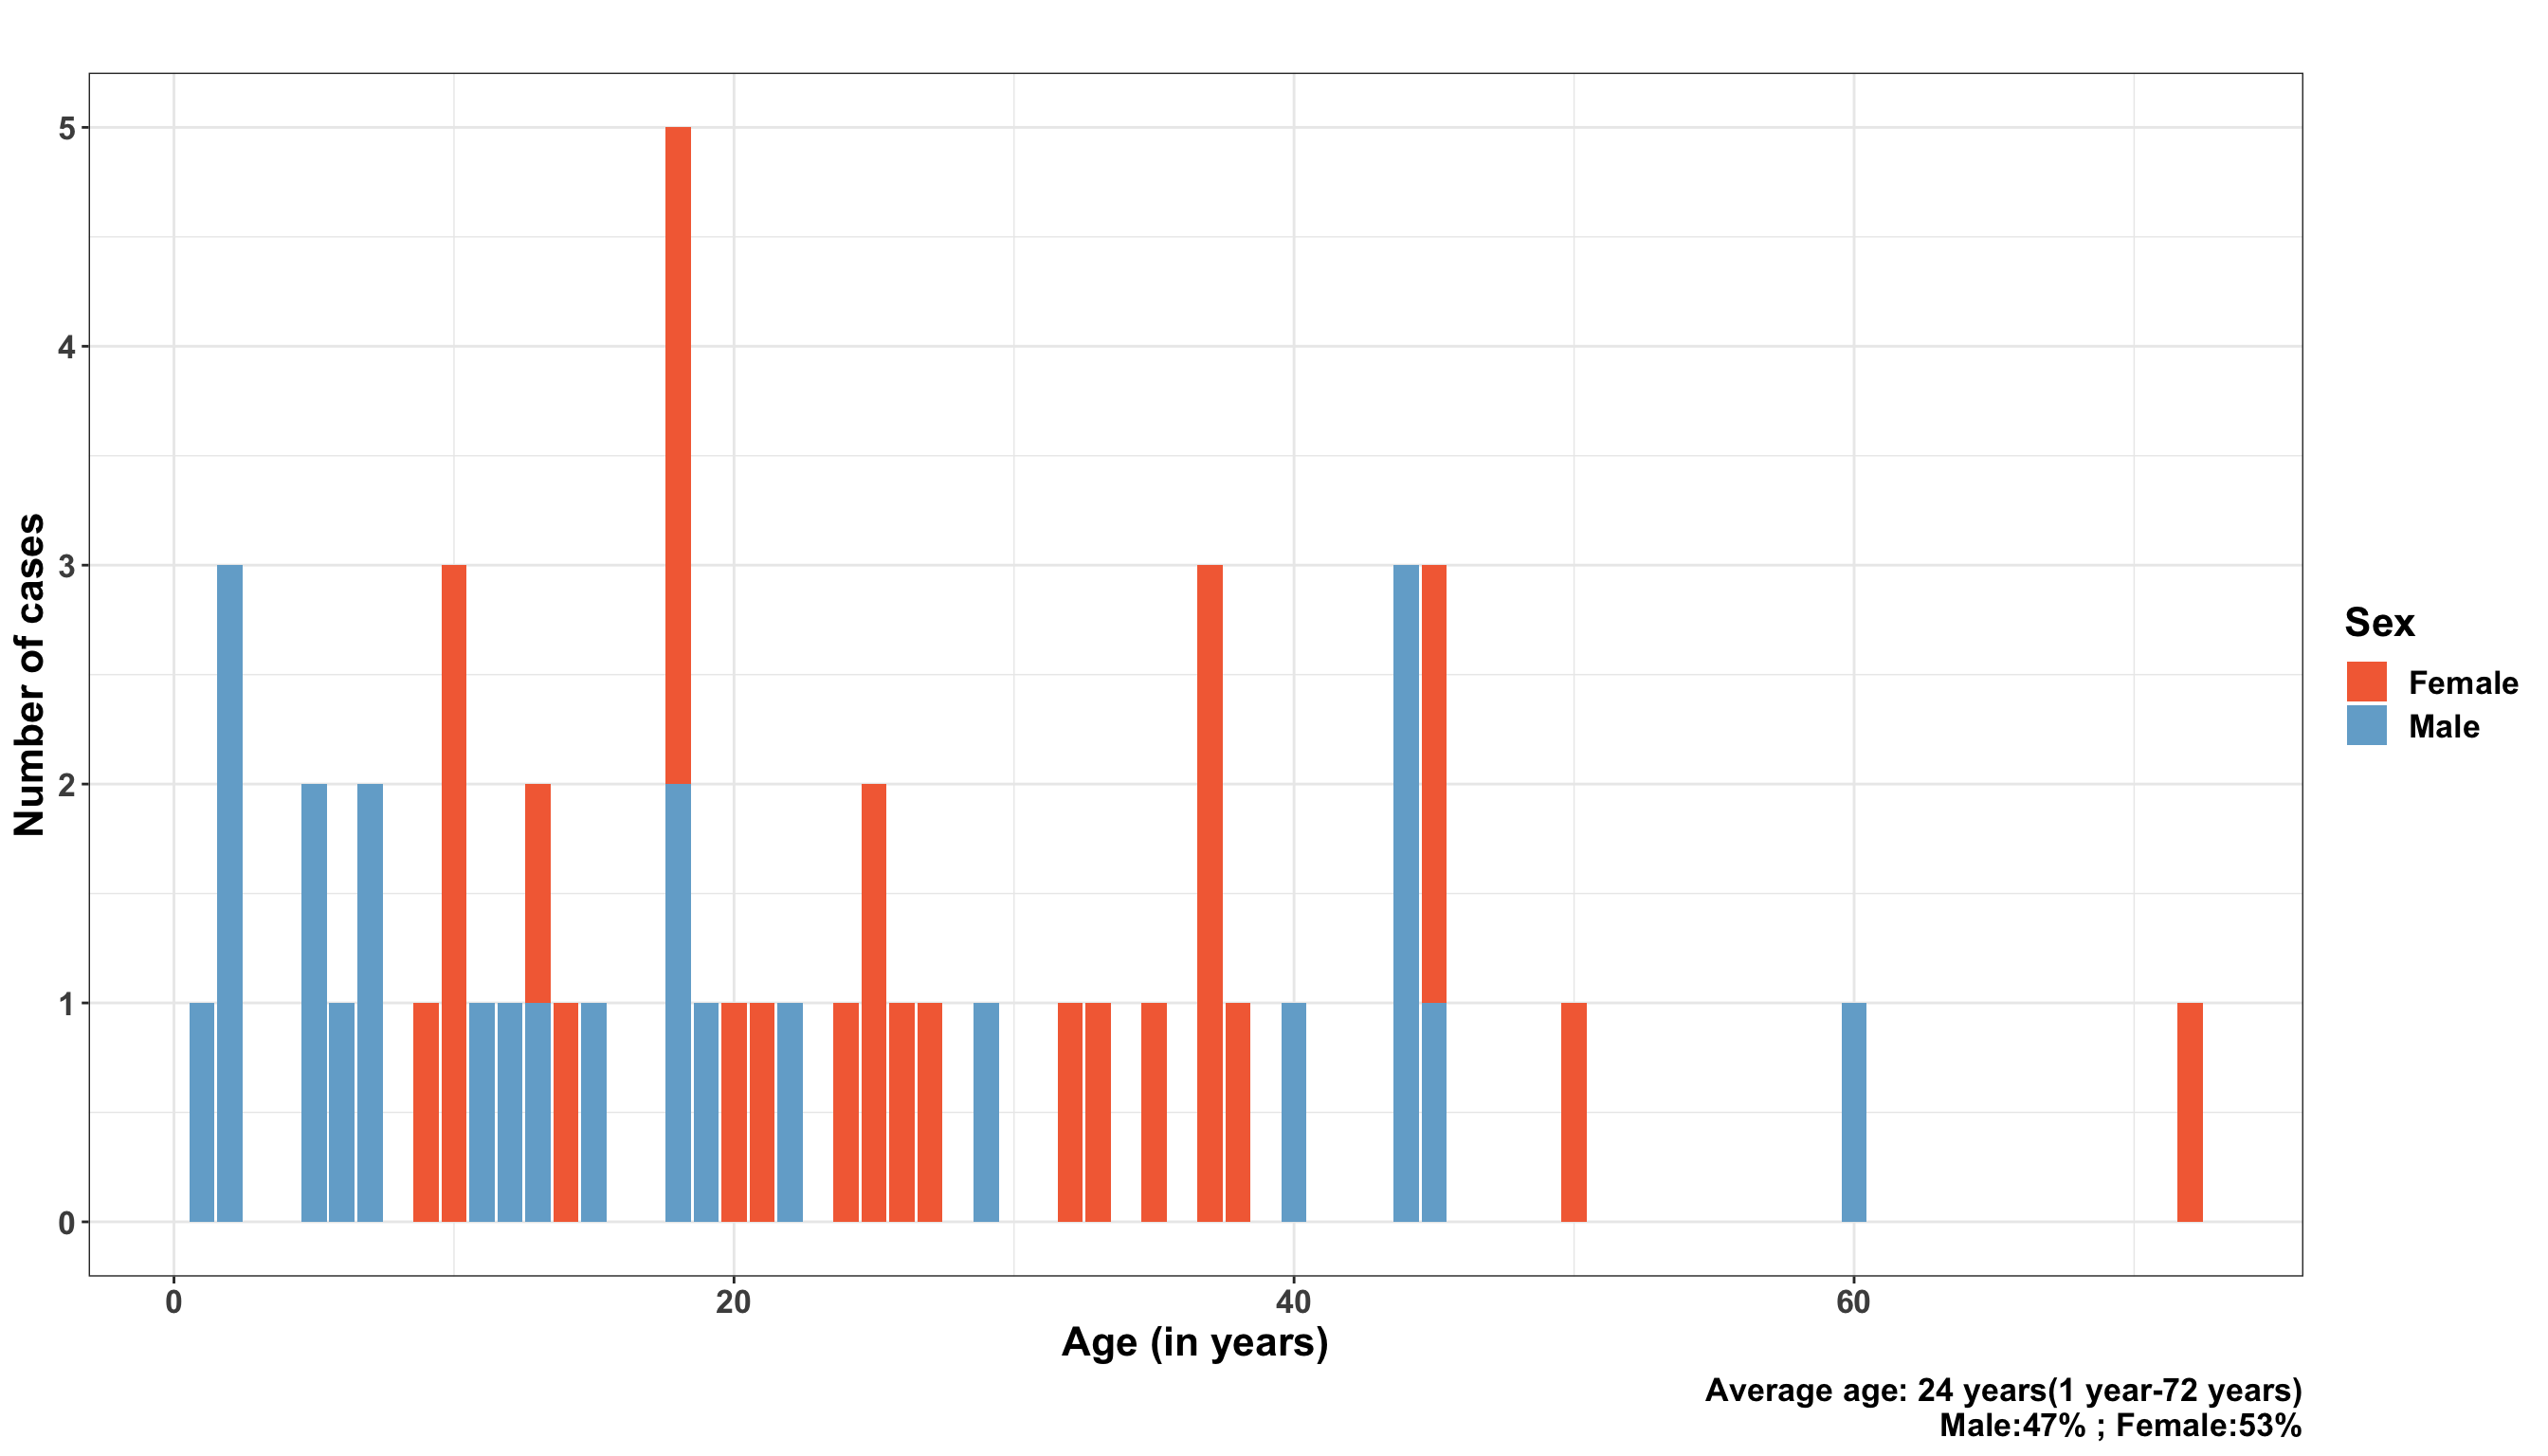 5
4
3
2
1
0
Number of cases
0
20
40
60
Age (in years)
Sex
Female
Male
Average age: 24 years(1 year-72 years)
Male:47% ; Female:53%